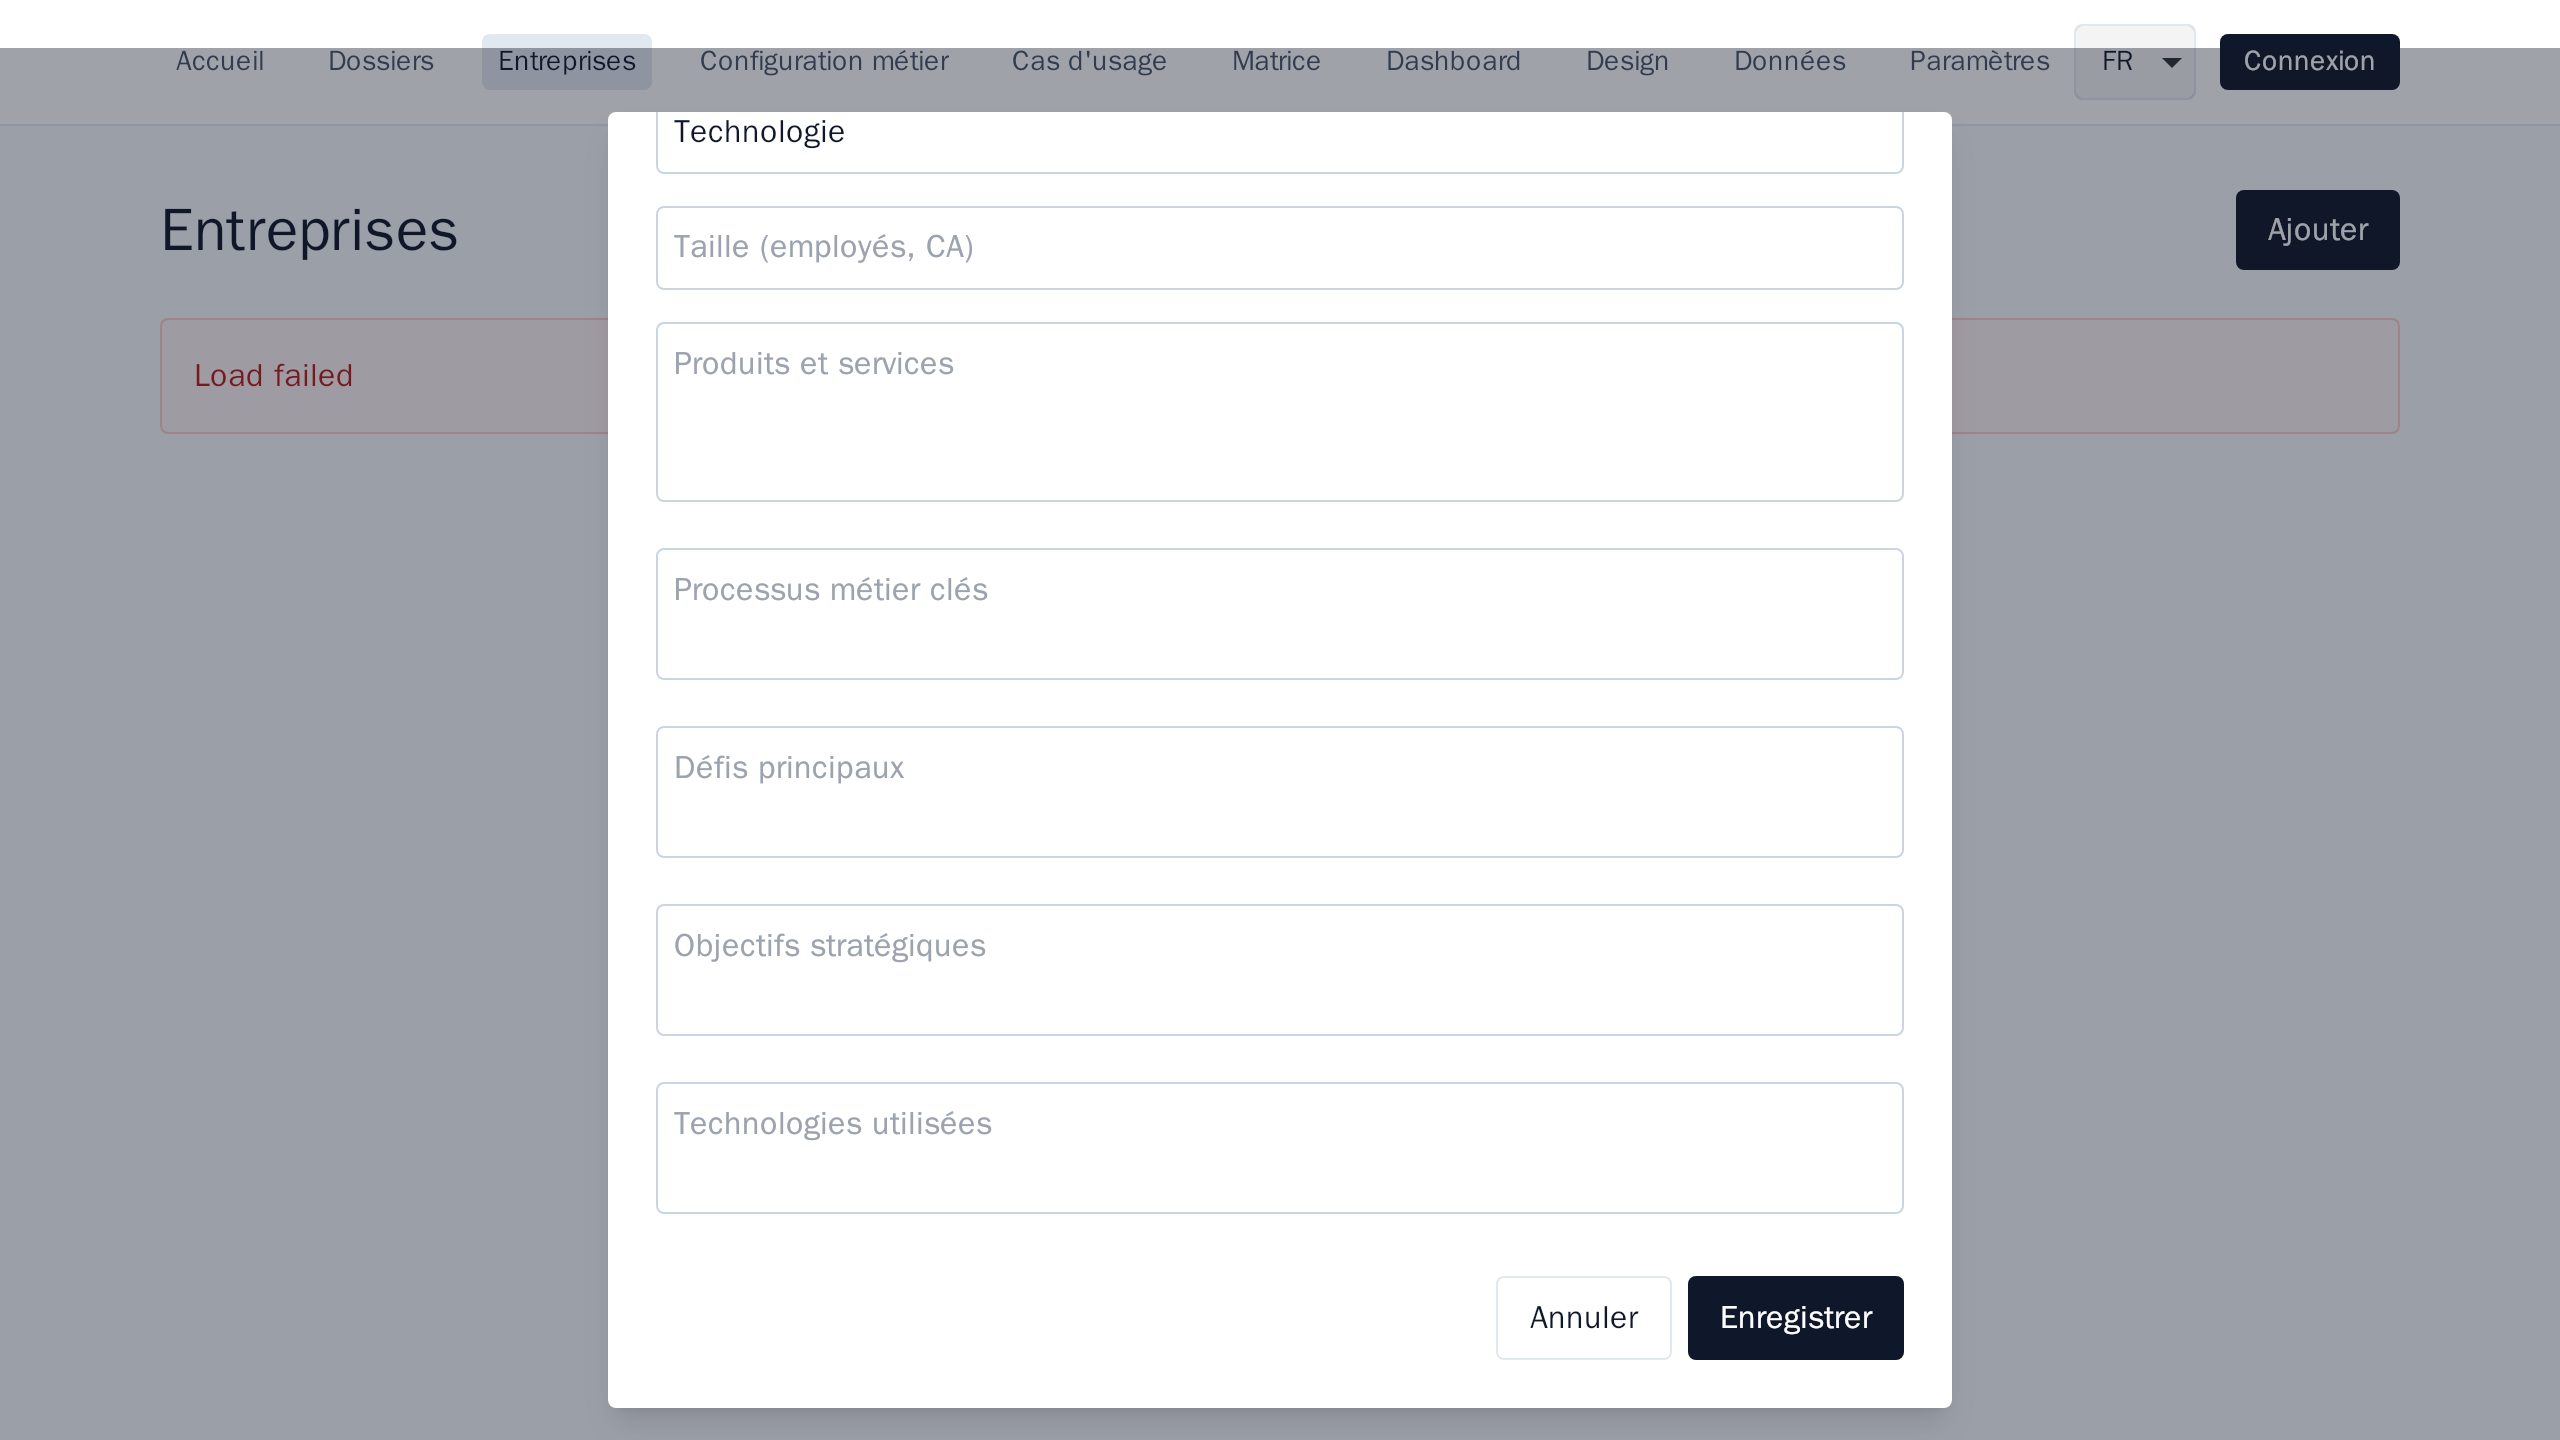 Accueil Dossiers Entreprises Configuration métier Cas d'usage Matrice Dashboard Design Données Paramètres FR Connexion
Technologie
Entreprises
Ajouter
Taille (employés, CA)
Load failed
Produits et services
Processus métier clés
Défis principaux
Objectifs stratégiques
Technologies utilisées
Annuler Enregistrer